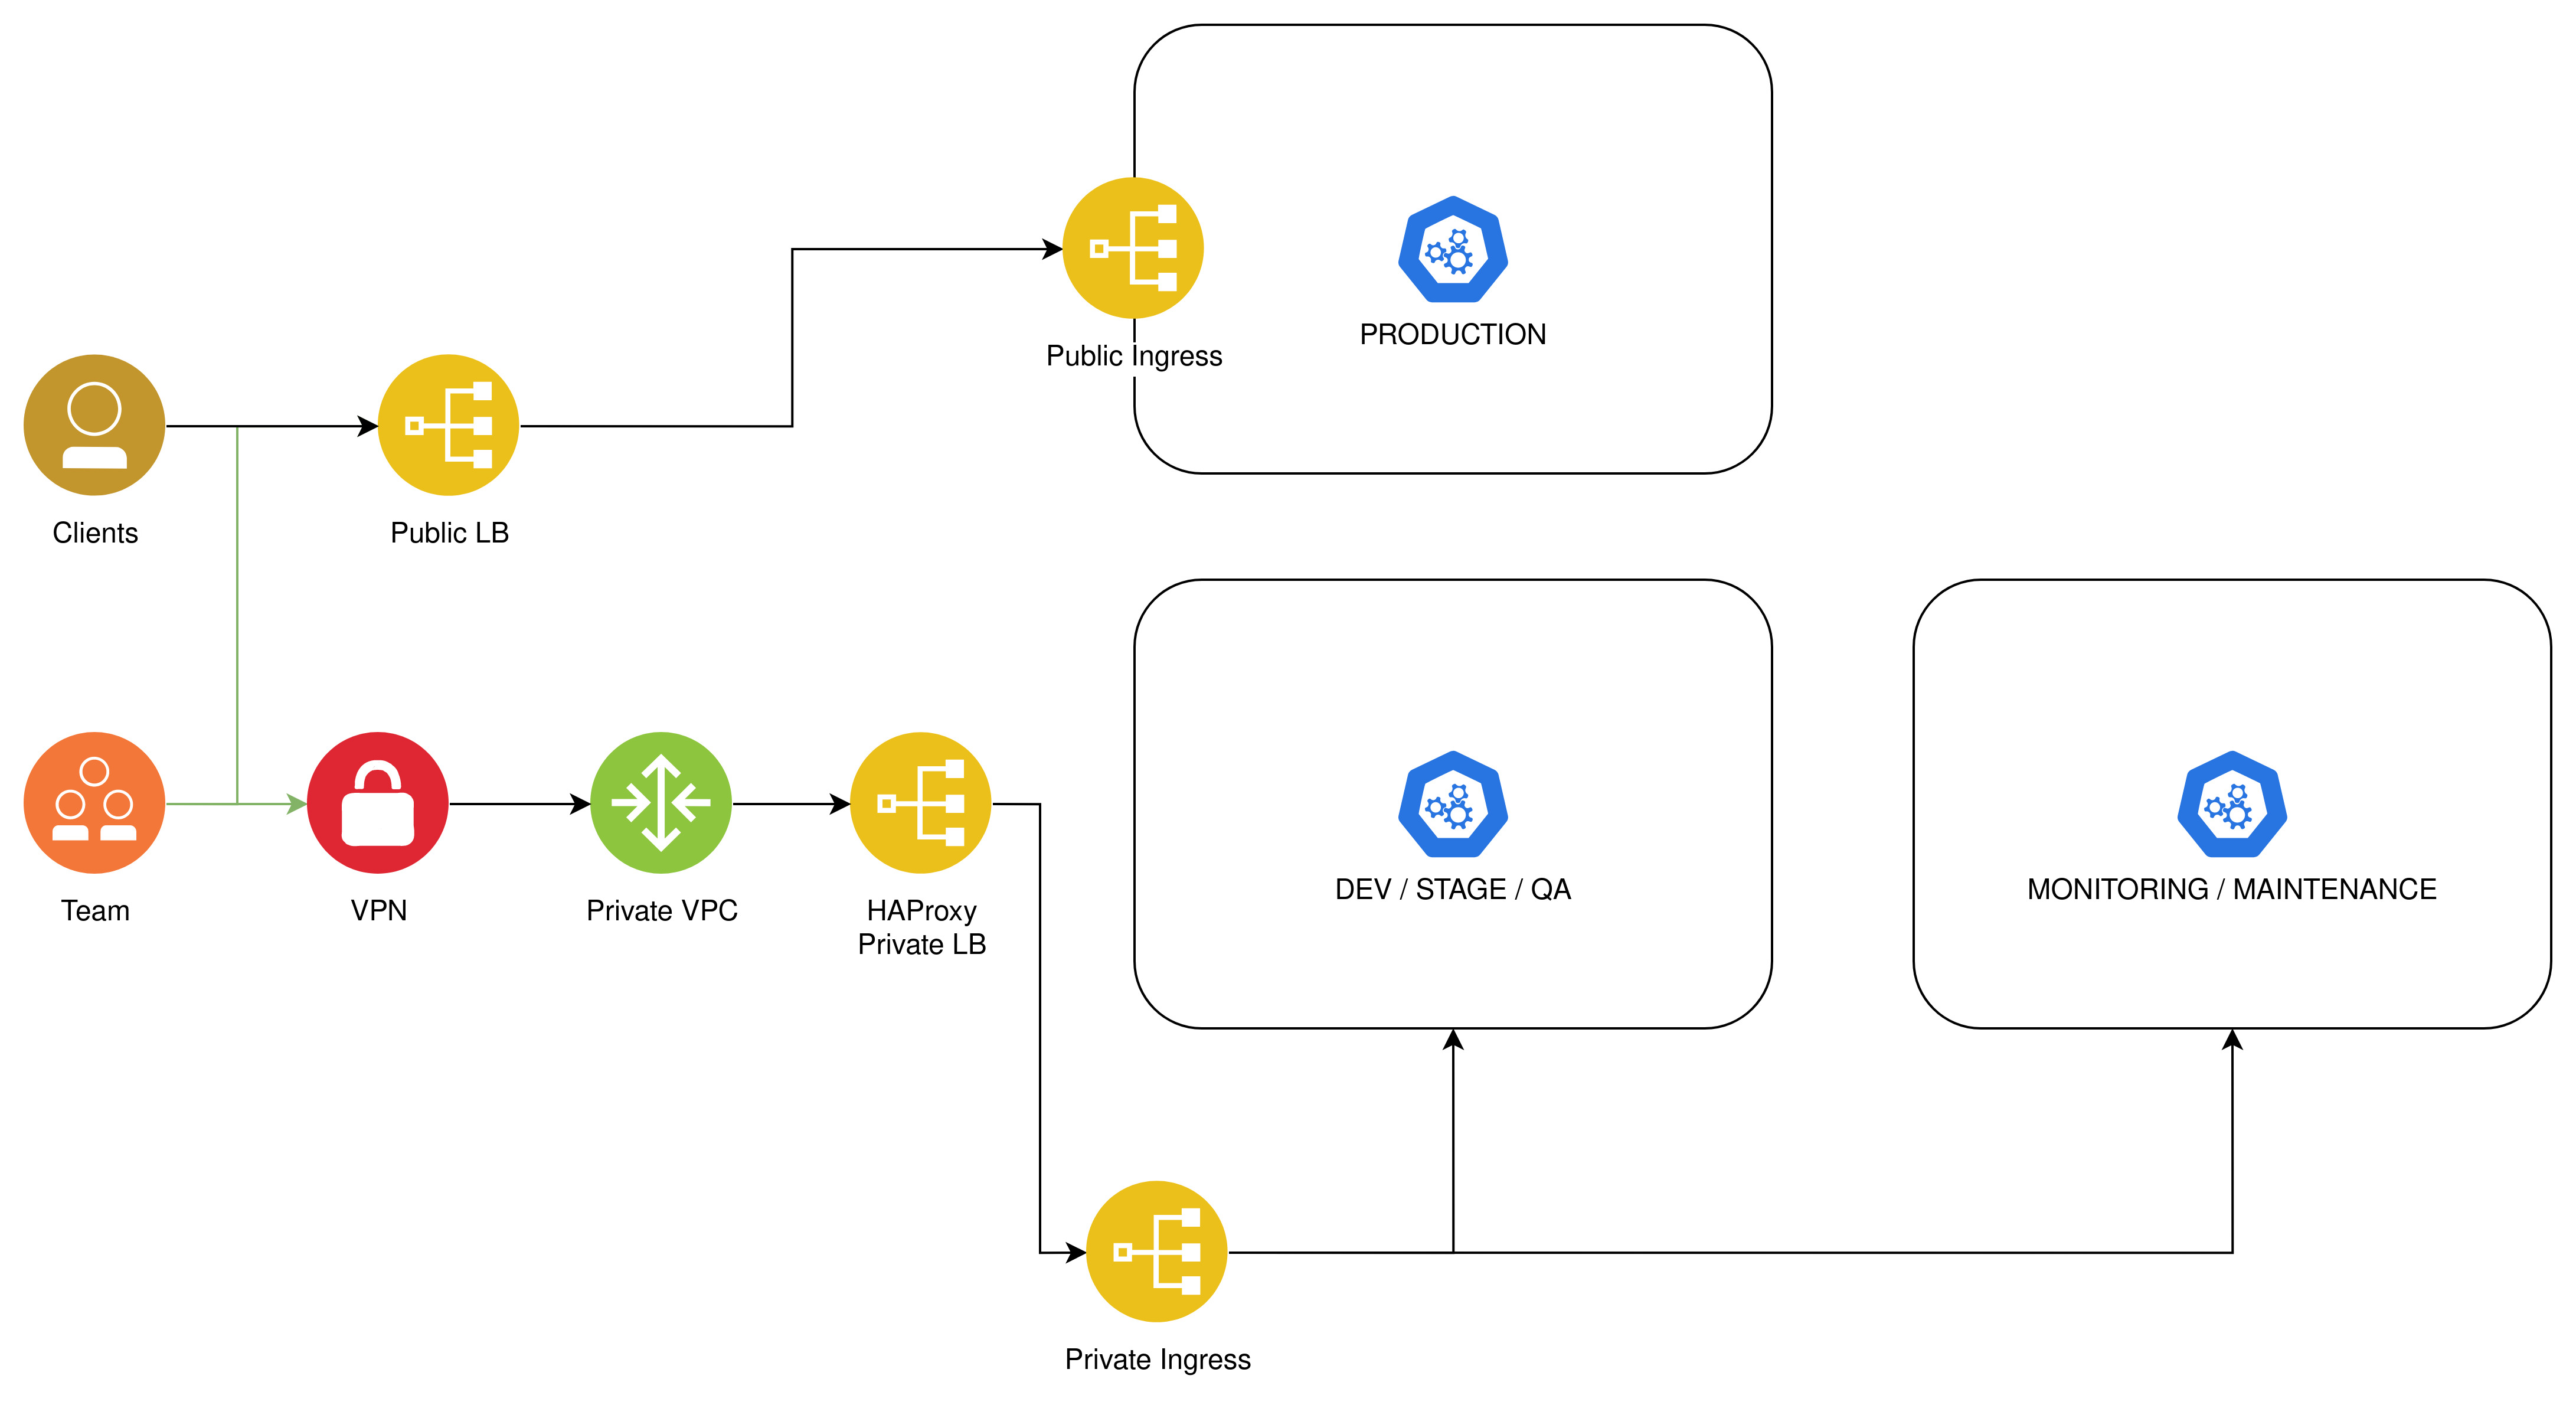 PRODUCTION
Public Ingress
Clients
Public LB
DEV / STAGE / QA
MONITORING / MAINTENANCE
Team
VPN
Private VPC
HAProxy
Private LB
Private Ingress